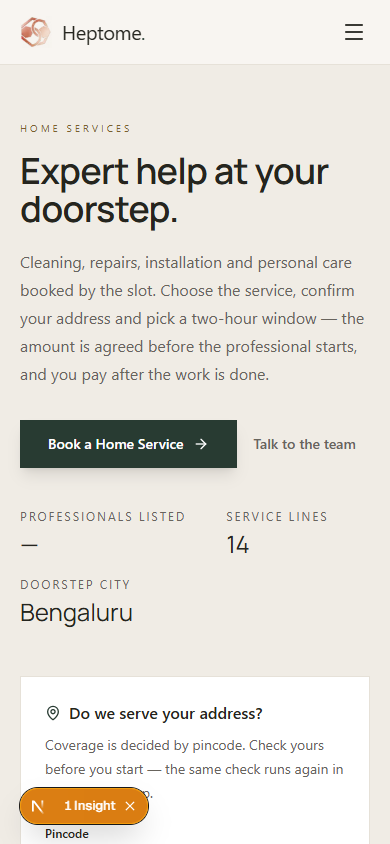 Heptome.
HOME SERVICES
Expert help at your
doorstep.
Cleaning, repairs, installation and personal care
booked by the slot. Choose the service, confirm
your address and pick a two-hour window — the
amount is agreed before the professional starts,
and you pay after the work is done.
Book a Home Service → Talk to the team
PROFESSIONALS LISTED SERVICE LINES
— 14
DOORSTEP CITY
Bengaluru
Do we serve your address?
Coverage is decided by pincode. Check yours
before you start — the same check runs again in
N 1 Insight ×
Pincode